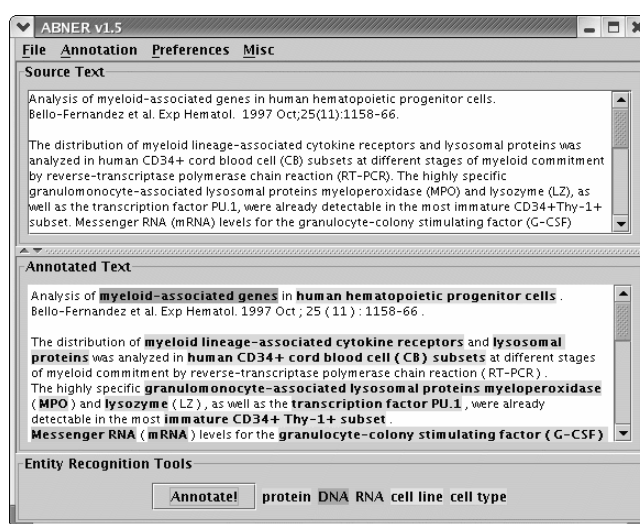 ABNER v1.5
File Annotation Preferences Misc
Source Text
Analysis of myeloid-associated genes in human hematopoietic progenitor cells.
Bello-Fernandez et al. Exp Hematol. 1997 Oct;25(11):1158-66.
The distribution of myeloid lineage-associated cytokine receptors and lysosomal proteins was
analyzed in human CD34+ cord blood cell (CB) subsets at different stages of myeloid commitment
by reverse-transcriptase polymerase chain reaction (RT-PCR). The highly specific
granulomonocyte-associated lysosomal proteins myeloperoxidase (MPO) and lysozyme (LZ), as
well as the transcription factor PU.1, were already detectable in the most immature CD34+Thy-1+
subset. Messenger RNA (mRNA) levels for the granulocyte-colony stimulating factor (G-CSF)
Annotated Text
Analysis of myeloid-associated genes in human hematopoietic progenitor cells .
Bello-Fernandez et al. Exp Hematol. 1997 Oct ; 25 ( 11 ) : 1158-66 .
The distribution of myeloid lineage-associated cytokine receptors and lysosomal
proteins was analyzed in human CD34+ cord blood cell ( CB ) subsets at different stages
of myeloid commitment by reverse-transcriptase polymerase chain reaction ( RT-PCR ) .
The highly specific granulomonocyte-associated lysosomal proteins myeloperoxidase
( MPO ) and lysozyme ( LZ ) , as well as the transcription factor PU.1 , were already
detectable in the most immature CD34+ Thy-1+ subset .
Messenger RNA ( mRNA ) levels for the granulocyte-colony stimulating factor ( G-CSF )
Entity Recognition Tools
Annotate! protein DNA RNA cell line cell type